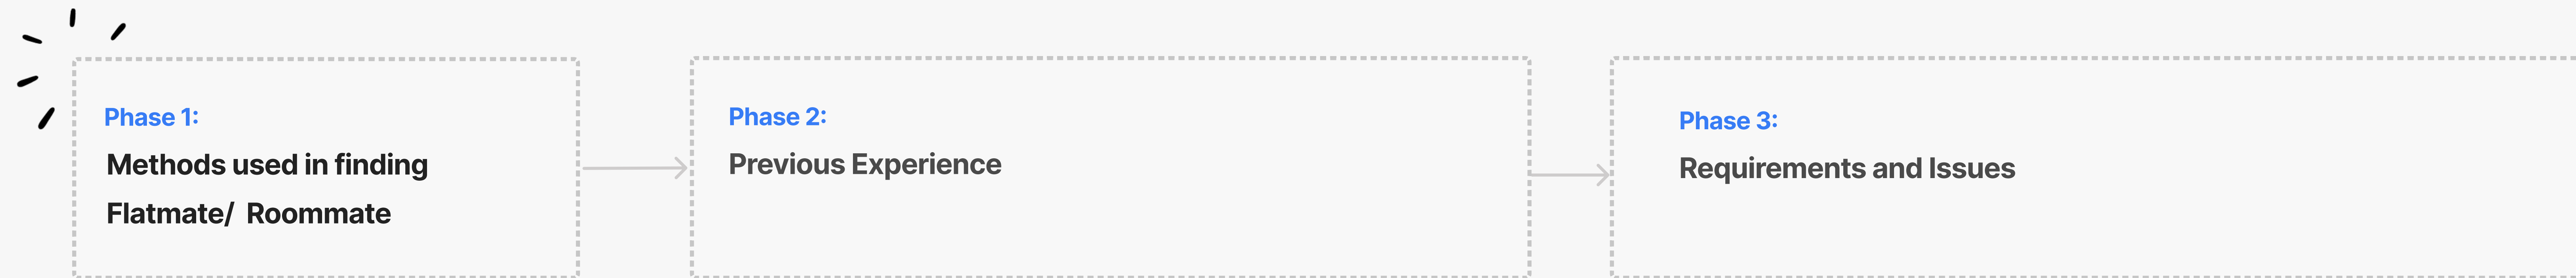 Phase 1:
Methods used in finding
Flatmate/ Roommate
Phase 2:
Previous Experience
Phase 3:
Requirements and Issues